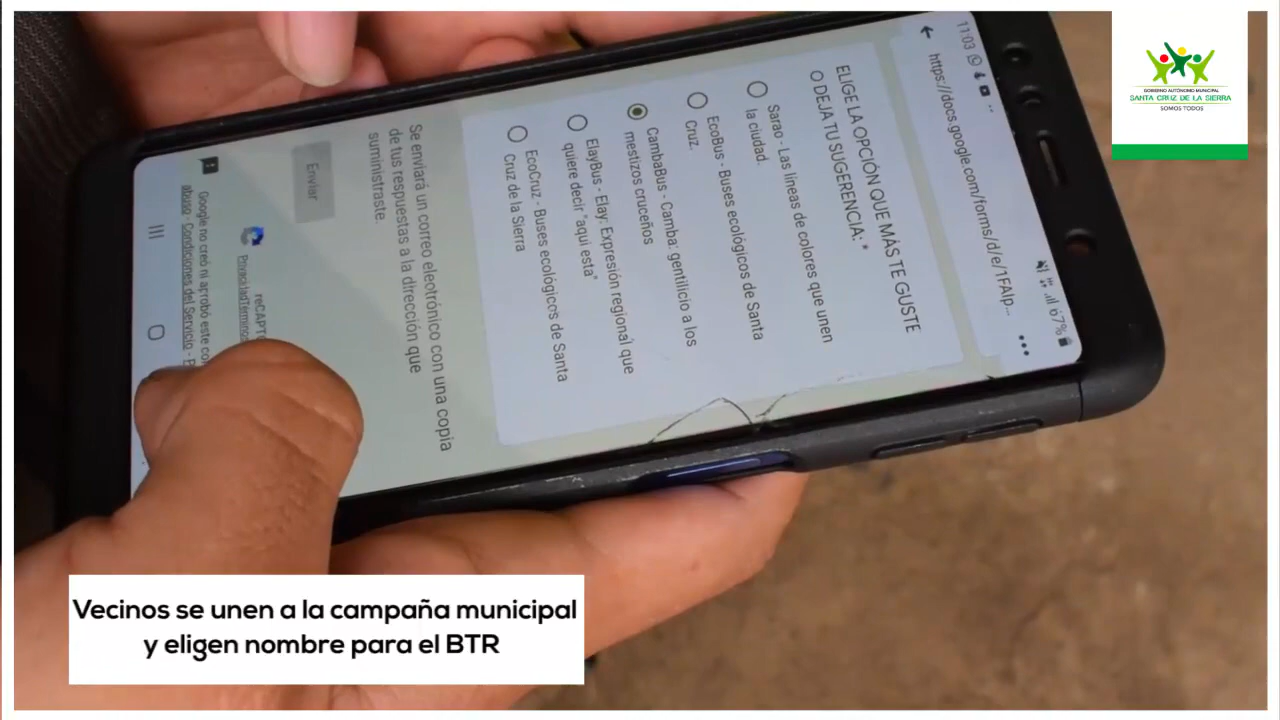 GOBIERNO AUTÓNOMO MUNICIPAL
SANTA CRUZ DE LA SIERRA
SOMOS TODOS
11:03
67%
https://docs.google.com/forms/d/e/1FAIp...
ELIGE LA OPCIÓN QUE MÁS TE GUSTE
O DEJA TU SUGERENCIA: *
Sarao - Las líneas de colores que unen
la ciudad.
EcoBus - Buses ecológicos de Santa
Cruz.
CambaBus - Camba: gentilicio a los
mestizos cruceños
ElayBus - Elay: Expresión regional que
quiere decir "aquí esta"
EcoCruz - Buses ecológicos de Santa
Cruz de la Sierra
Se enviará un correo eleotrónico con una copia
de tus respuestas a la dirección que
suministraste.
Enviar
reCAPT
Privacidad
Google no creó ni aprobó este
abuso - Condiciones del Servicio -
Vecinos se unen a la campaña municipal
y eligen nombre para el BTR